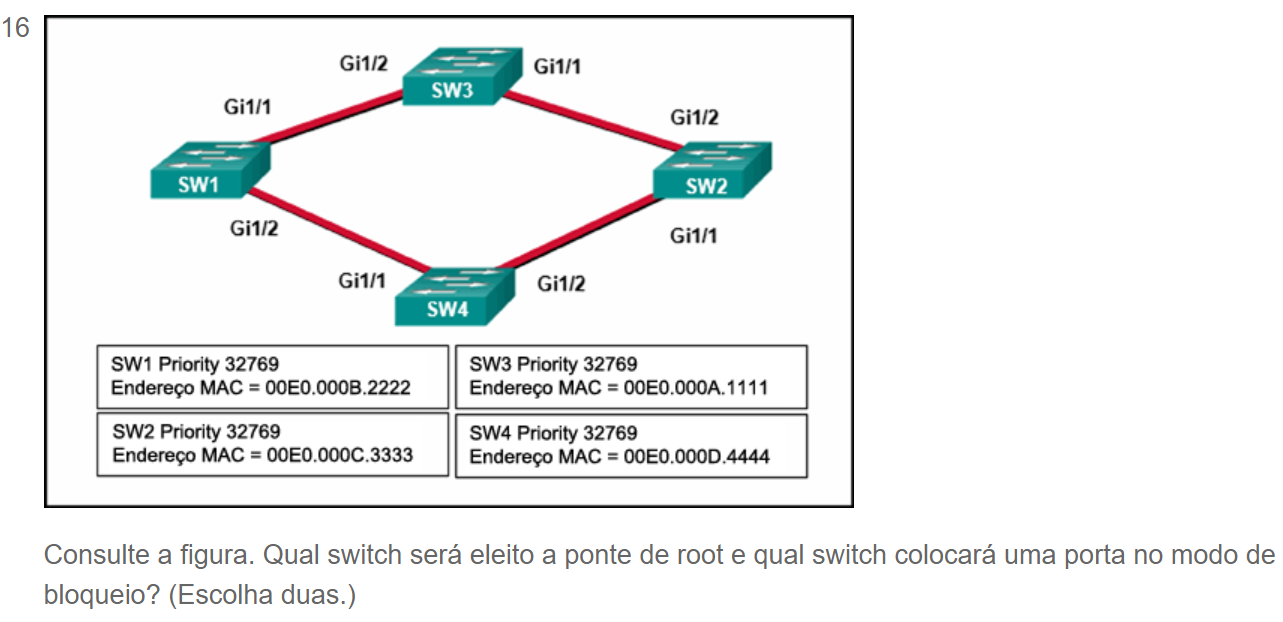 16
Gi1/2
Gi1/1
SW3
Gi1/1
Gi1/2
SW1
SW2
Gi1/2
Gi1/1
Gi1/1
Gi1/2
SW4
SW1 Priority 32769
Endereço MAC = 00E0.000B.2222
SW3 Priority 32769
Endereço MAC = 00E0.000A.1111
SW2 Priority 32769
Endereço MAC = 00E0.000C.3333
SW4 Priority 32769
Endereço MAC = 00E0.000D.4444
Consulte a figura. Qual switch será eleito a ponte de root e qual switch colocará uma porta no modo de
bloqueio? (Escolha duas.)